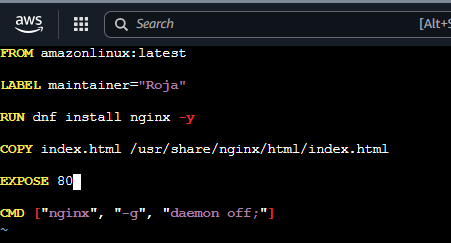 aws
Search
[Alt+S
FROM amazonlinux:latest
LABEL maintainer="Roja"
RUN dnf install nginx -y
COPY index.html /usr/share/nginx/html/index.html
EXPOSE 80
CMD ["nginx", "-g", "daemon off;"]
~